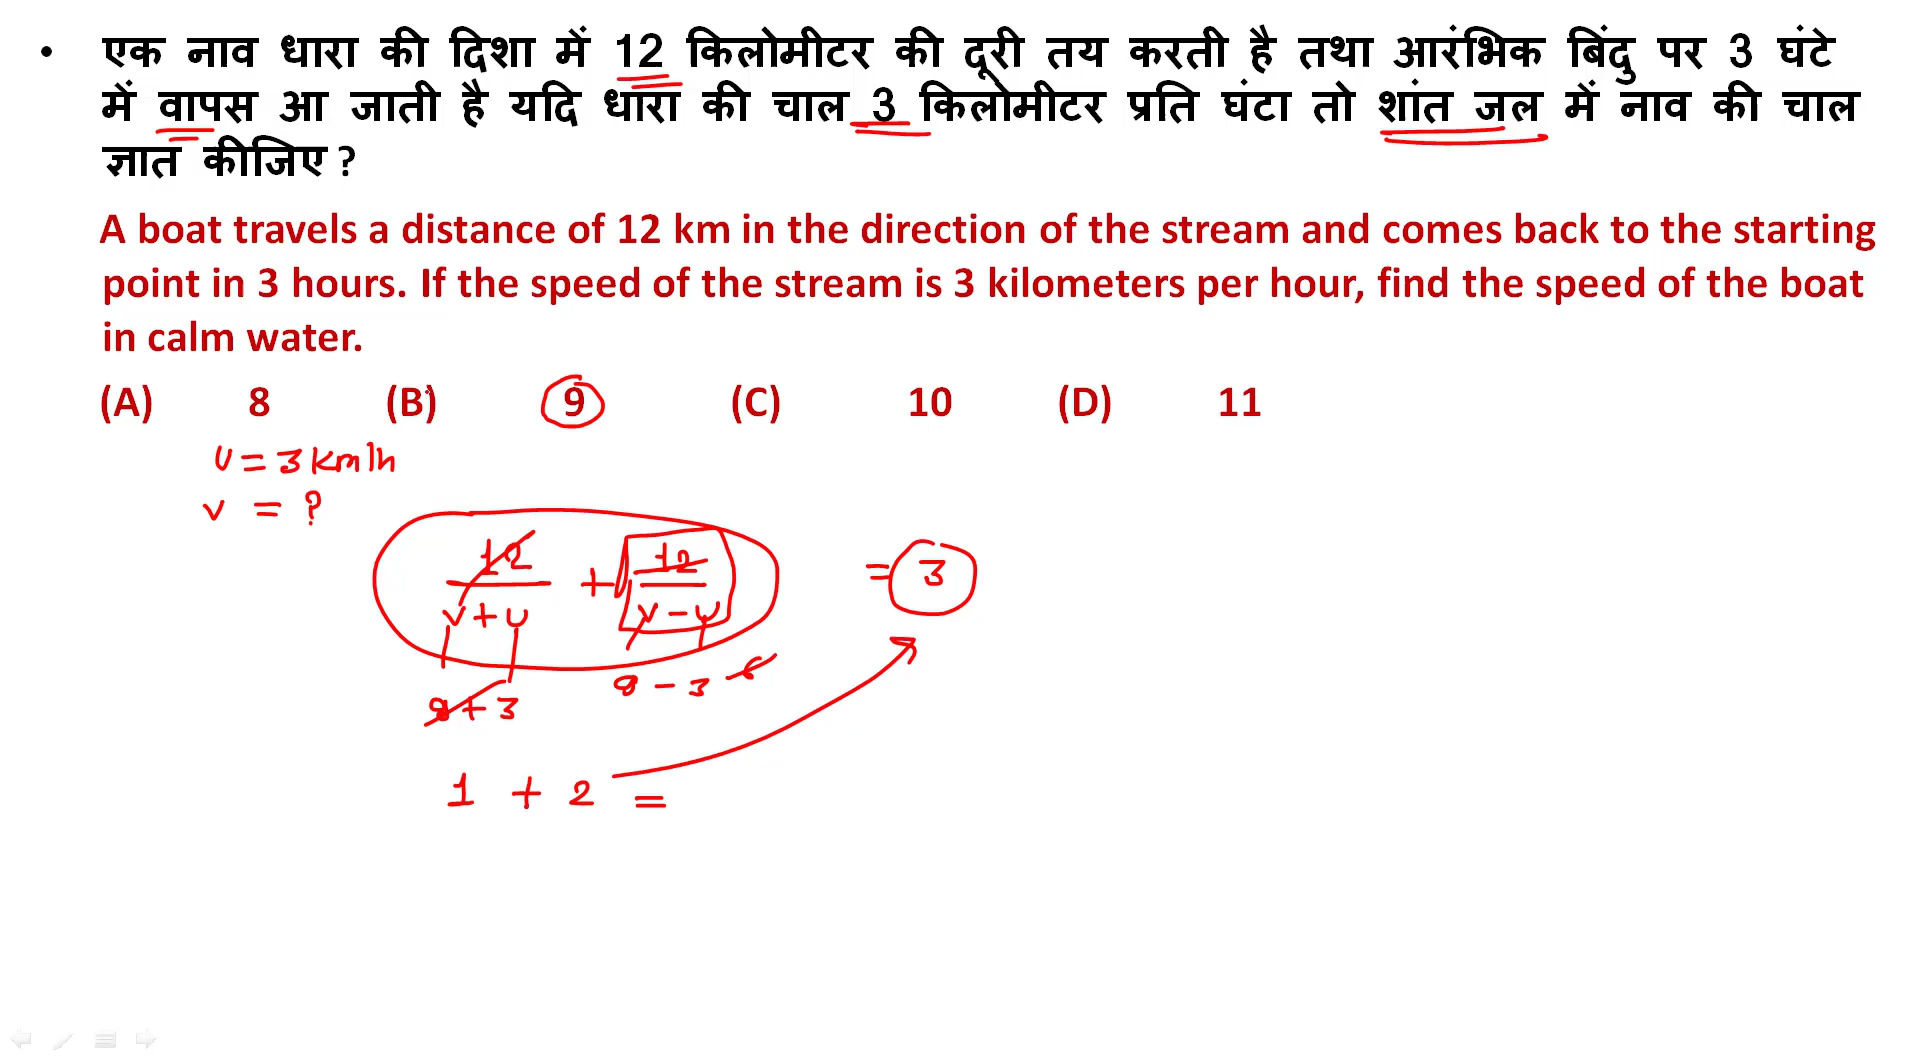 • एक नाव धारा की दिशा में 12 किलोमीटर की दूरी तय करती है तथा आरंभिक बिंदु पर 3 घंटे
में वापस आ जाती है यदि धारा की चाल 3 किलोमीटर प्रति घंटा तो शांत जल में नाव की चाल
ज्ञात कीजिए ?
A boat travels a distance of 12 km in the direction of the stream and comes back to the starting
point in 3 hours. If the speed of the stream is 3 kilometers per hour, find the speed of the boat
in calm water.
(A) 8 (B) 9 (C) 10 (D) 11
u = 3 km/h
v = ?
12 + 12 = 3
v+u v-u
9 - 3 6
9+3
1 + 2 =